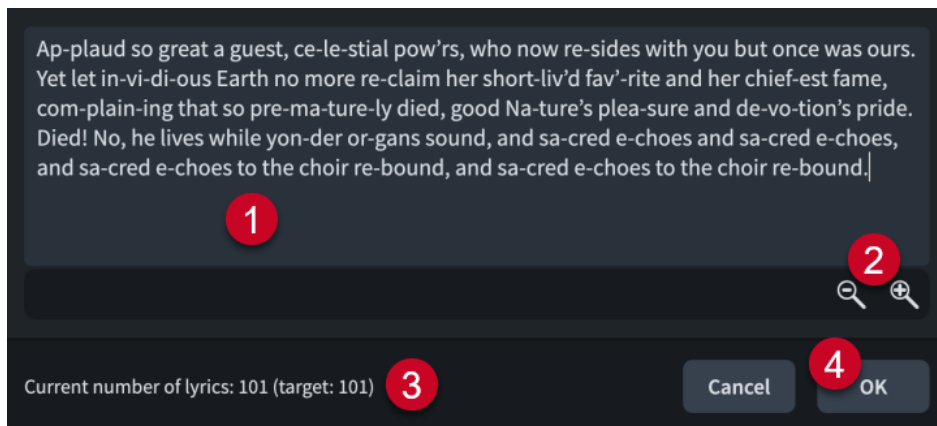 Ap-plaud so great a guest, ce-le-stial pow’rs, who now re-sides with you but once was ours.
Yet let in-vi-di-ous Earth no more re-claim her short-liv’d fav’-rite and her chief-est fame,
com-plain-ing that so pre-ma-ture-ly died, good Na-ture’s plea-sure and de-vo-tion’s pride.
Died! No, he lives while yon-der or-gans sound, and sa-cred e-choes and sa-cred e-choes,
and sa-cred e-choes to the choir re-bound, and sa-cred e-choes to the choir re-bound.
1
2
Current number of lyrics: 101 (target: 101) 3
Cancel
4 OK